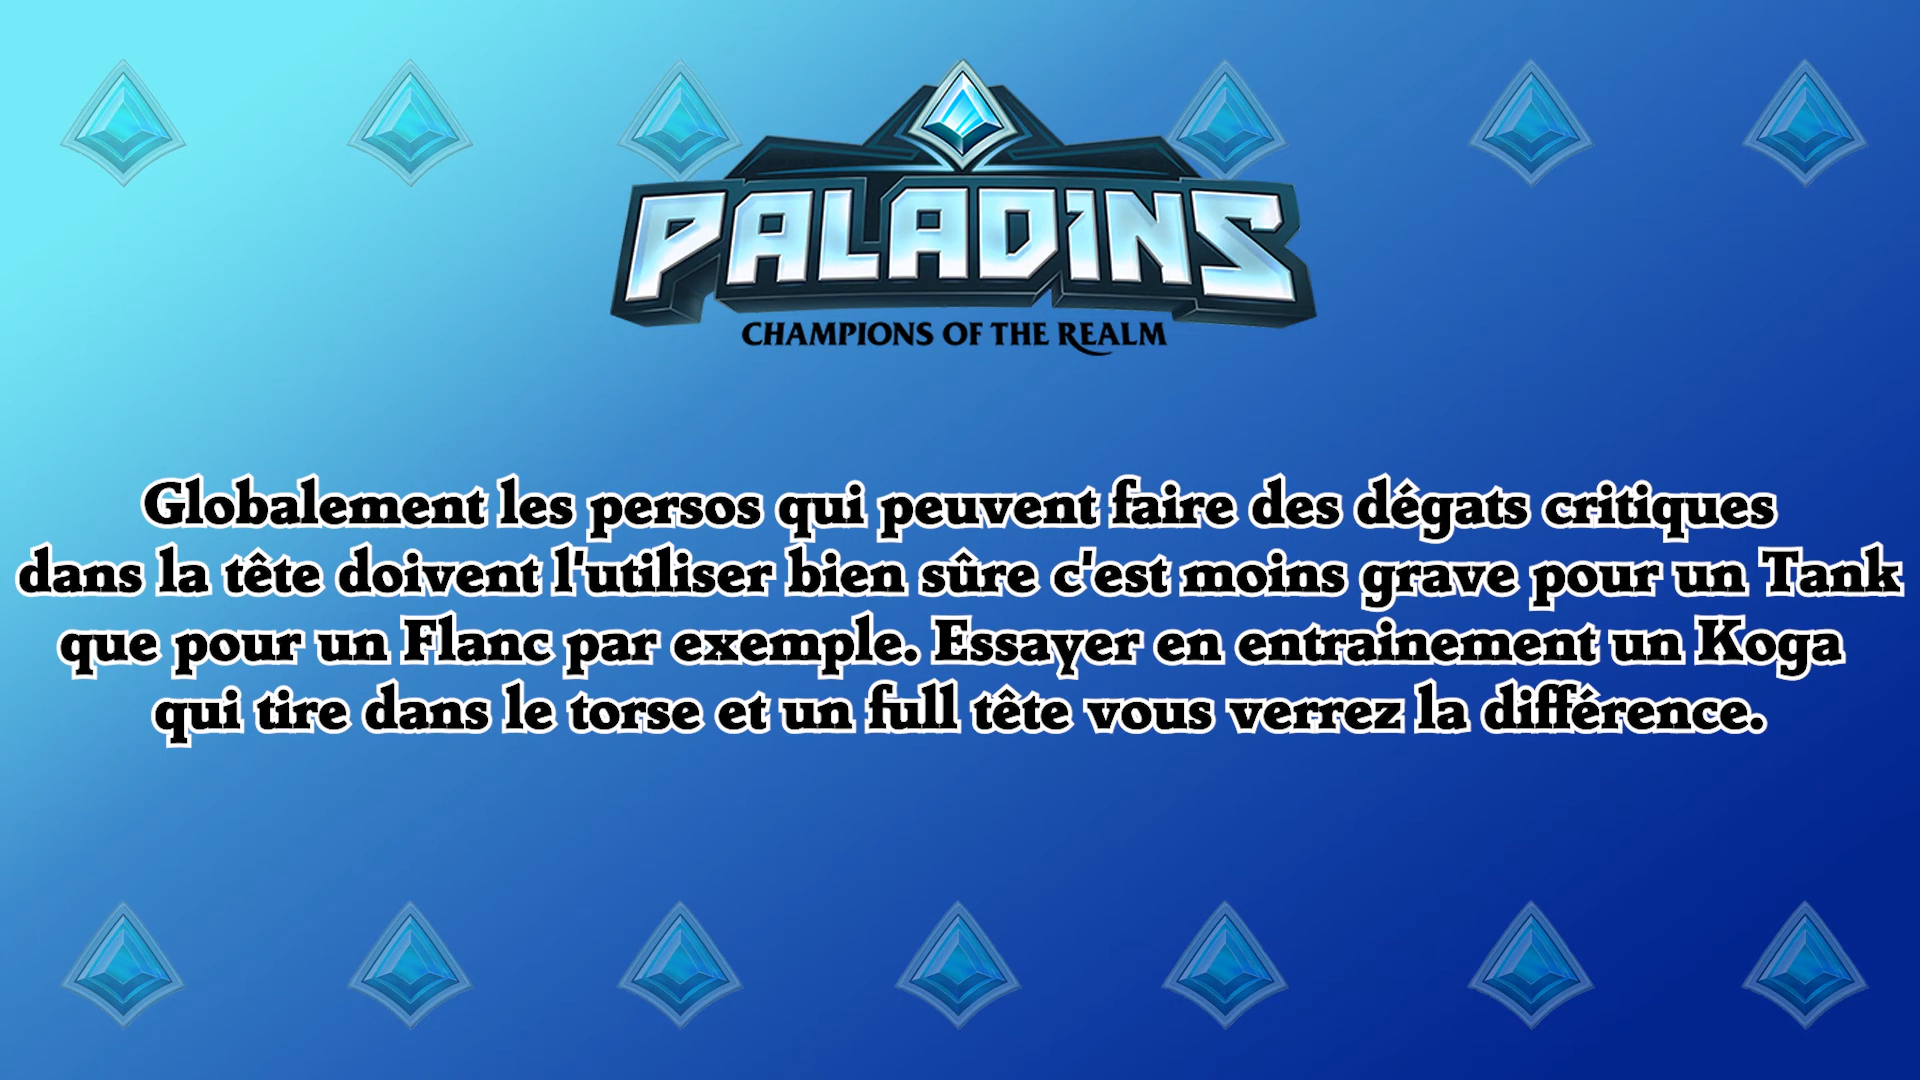 PALADINS
CHAMPIONS OF THE REALM
Globalement les persos qui peuvent faire des dégats critiques
dans la tête doivent l'utiliser bien sûre c'est moins grave pour un Tank
que pour un Flanc par exemple. Essayer en entrainement un Koga
qui tire dans le torse et un full tête vous verrez la différence.